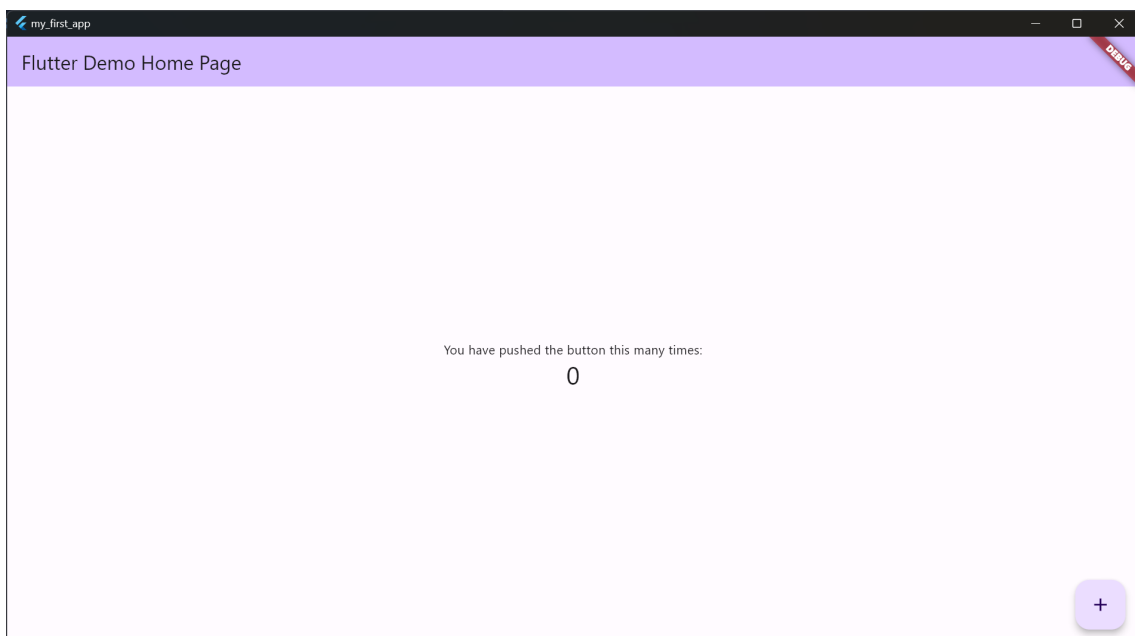 my_first_app
Flutter Demo Home Page
DEBUG
You have pushed the button this many times:
0
+